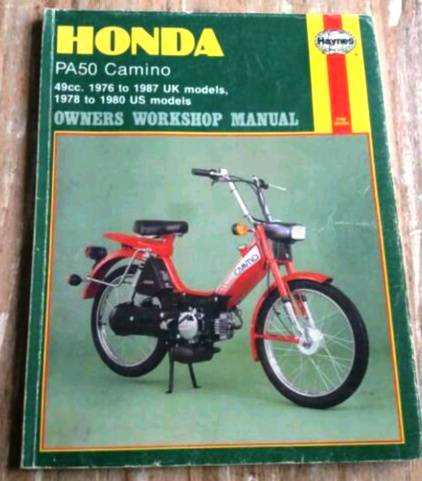 HONDA
Haynes
PA50 Camino
49cc. 1976 to 1987 UK models,
1978 to 1980 US models
OWNERS WORKSHOP MANUAL
CAMINO